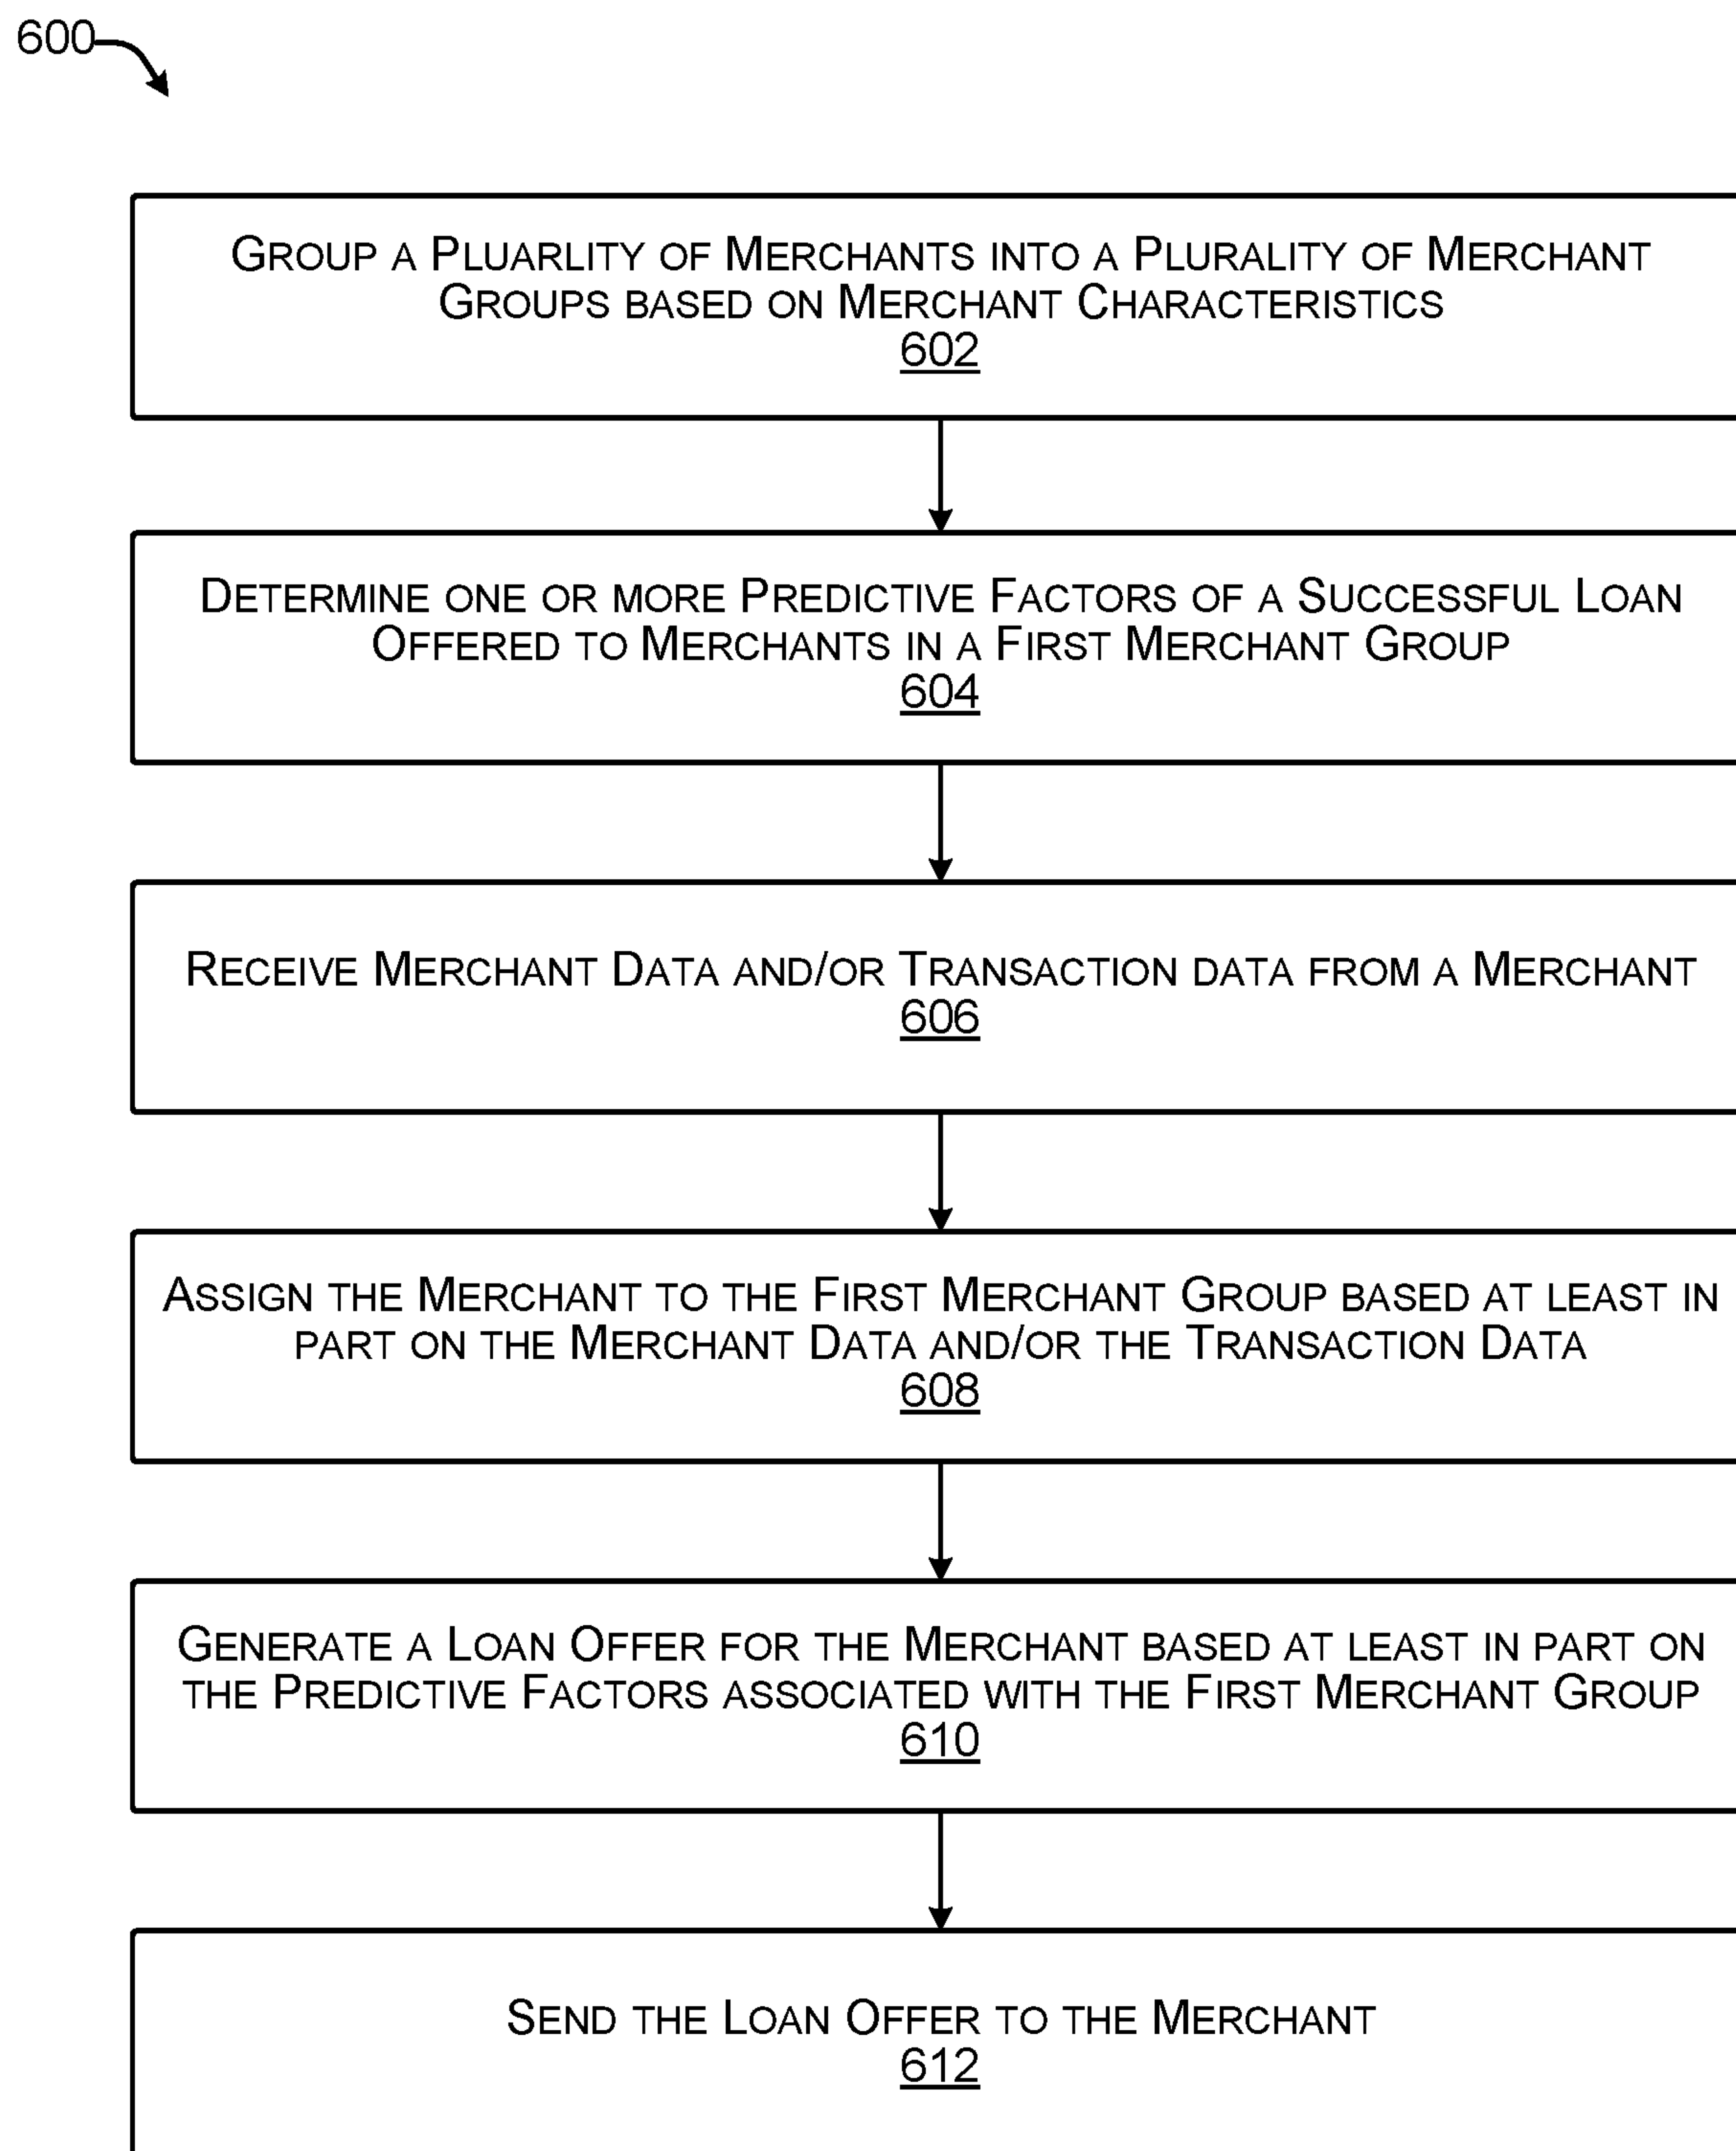 600
GROUP A PLUARLITY OF MERCHANTS INTO A PLURALITY OF MERCHANT
GROUPS BASED ON MERCHANT CHARACTERISTICS
602
DETERMINE ONE OR MORE PREDICTIVE FACTORS OF A SUCCESSFUL LOAN
OFFERED TO MERCHANTS IN A FIRST MERCHANT GROUP
604
RECEIVE MERCHANT DATA AND/OR TRANSACTION DATA FROM A MERCHANT
606
ASSIGN THE MERCHANT TO THE FIRST MERCHANT GROUP BASED AT LEAST IN
PART ON THE MERCHANT DATA AND/OR THE TRANSACTION DATA
608
GENERATE A LOAN OFFER FOR THE MERCHANT BASED AT LEAST IN PART ON
THE PREDICTIVE FACTORS ASSOCIATED WITH THE FIRST MERCHANT GROUP
610
SEND THE LOAN OFFER TO THE MERCHANT
612